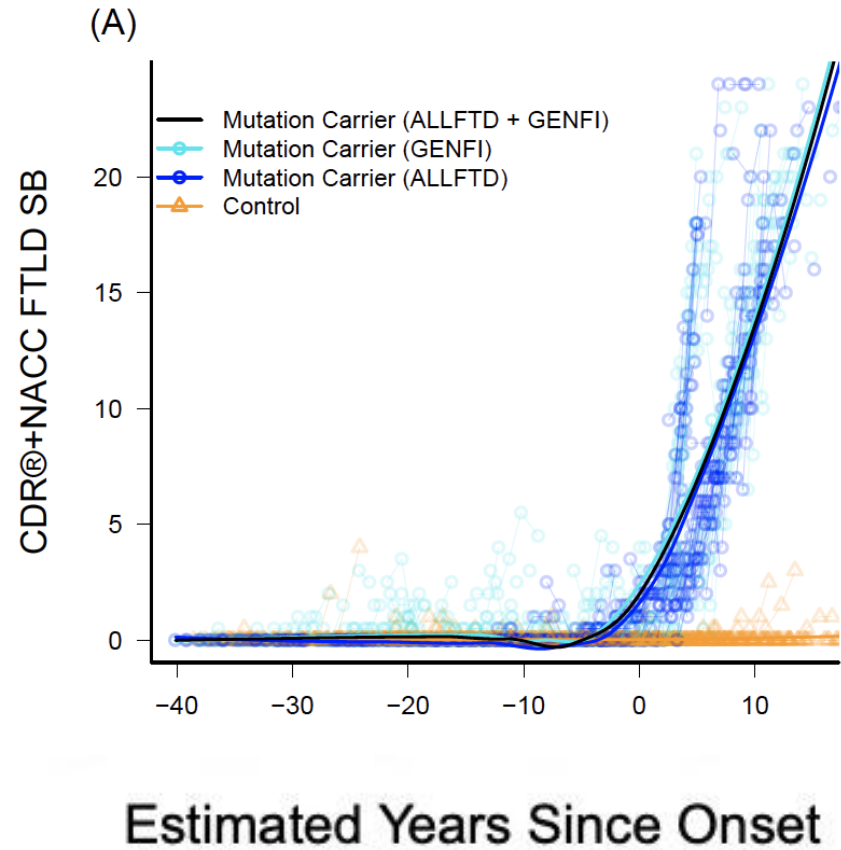 (A)
Mutation Carrier (ALLFTD + GENFI)
Mutation Carrier (GENFI)
Mutation Carrier (ALLFTD)
Control
CDR®+NACC FTLD SB
20
15
10
5
0
−40 −30 −20 −10 0 10
Estimated Years Since Onset